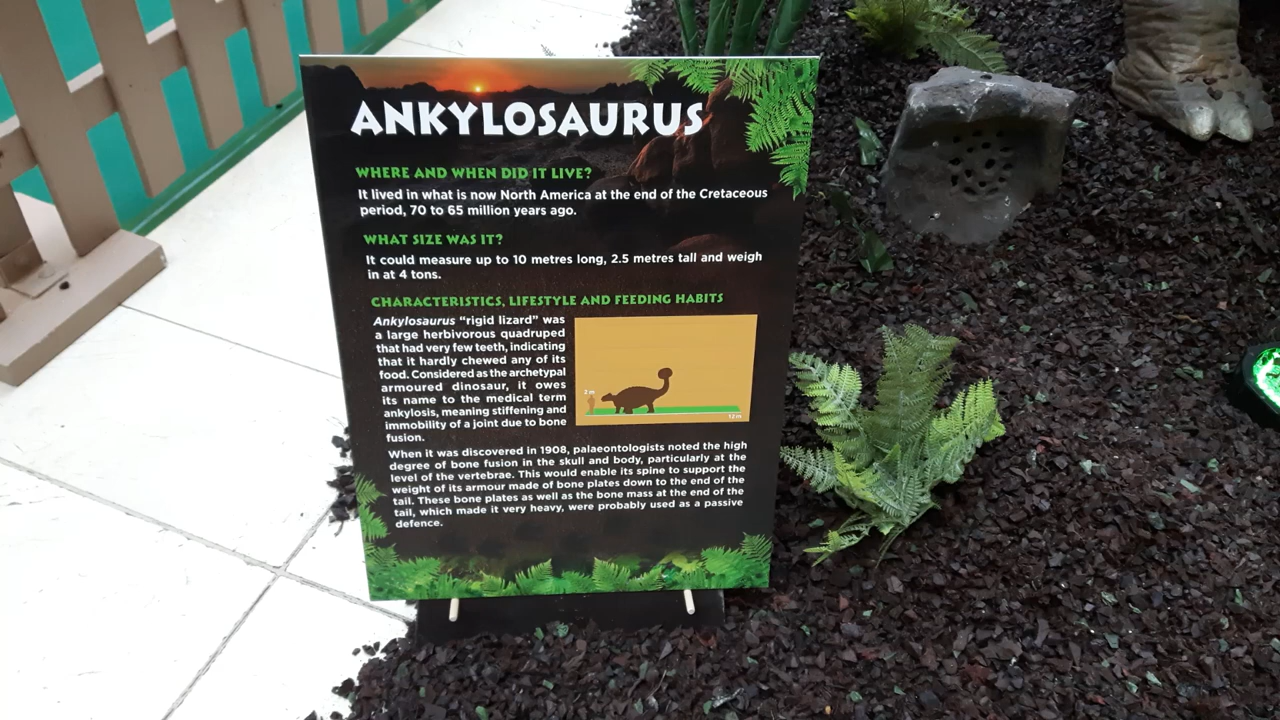 ANKYLOSAURUS
WHERE AND WHEN DID IT LIVE?
It lived in what is now North America at the end of the Cretaceous
period, 70 to 65 million years ago.
WHAT SIZE WAS IT?
It could measure up to 10 metres long, 2.5 metres tall and weigh
in at 4 tons.
CHARACTERISTICS, LIFESTYLE AND FEEDING HABITS
Ankylosaurus “rigid lizard” was
a large herbivorous quadruped
that had very few teeth, indicating
that it hardly chewed any of its
food. Considered as the archetypal
armoured dinosaur, it owes
its name to the medical term
ankylosis, meaning stiffening and
immobility of a joint due to bone
fusion.
2 m
12 m
When it was discovered in 1908, palaeontologists noted the high
degree of bone fusion in the skull and body, particularly at the
level of the vertebrae. This would enable its spine to support the
weight of its armour made of bone plates down to the end of the
tail. These bone plates as well as the bone mass at the end of the
tail, which made it very heavy, were probably used as a passive
defence.